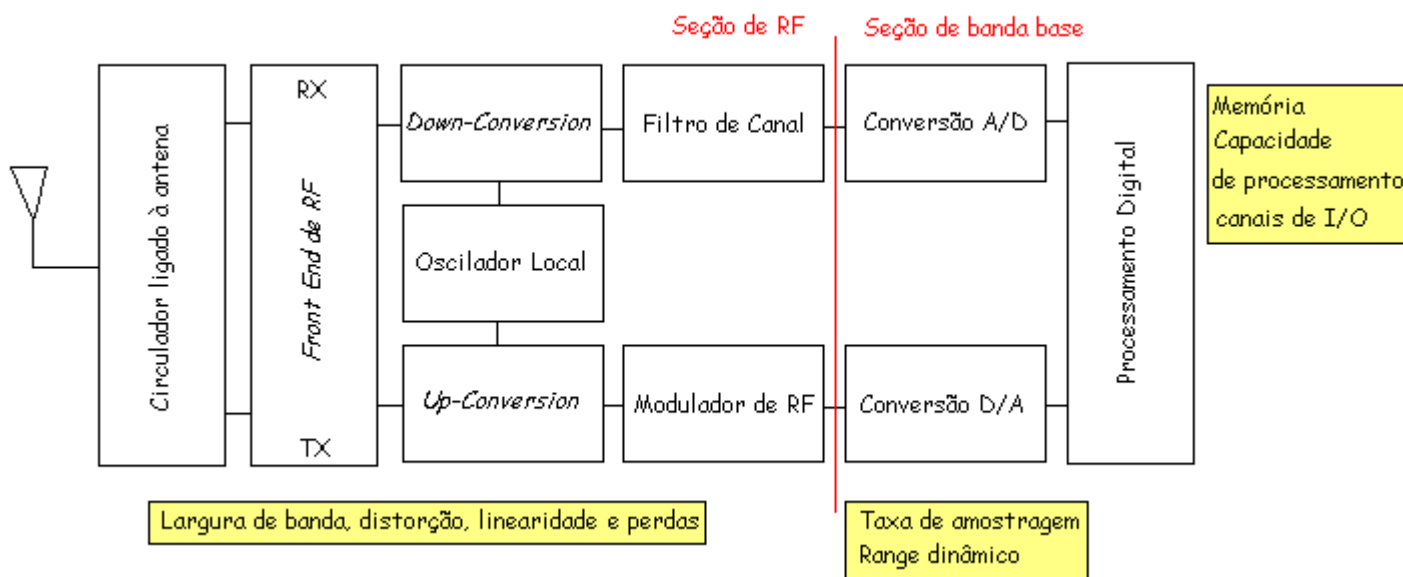 Seção de RF
Seção de banda base
Circulador ligado à antena
RX
Front End de RF
TX
Down-Conversion
Filtro de Canal
Conversão A/D
Oscilador Local
Up-Conversion
Modulador de RF
Conversão D/A
Processamento Digital
Memória
Capacidade
de processamento
canais de I/O
Largura de banda, distorção, linearidade e perdas
Taxa de amostragem
Range dinâmico